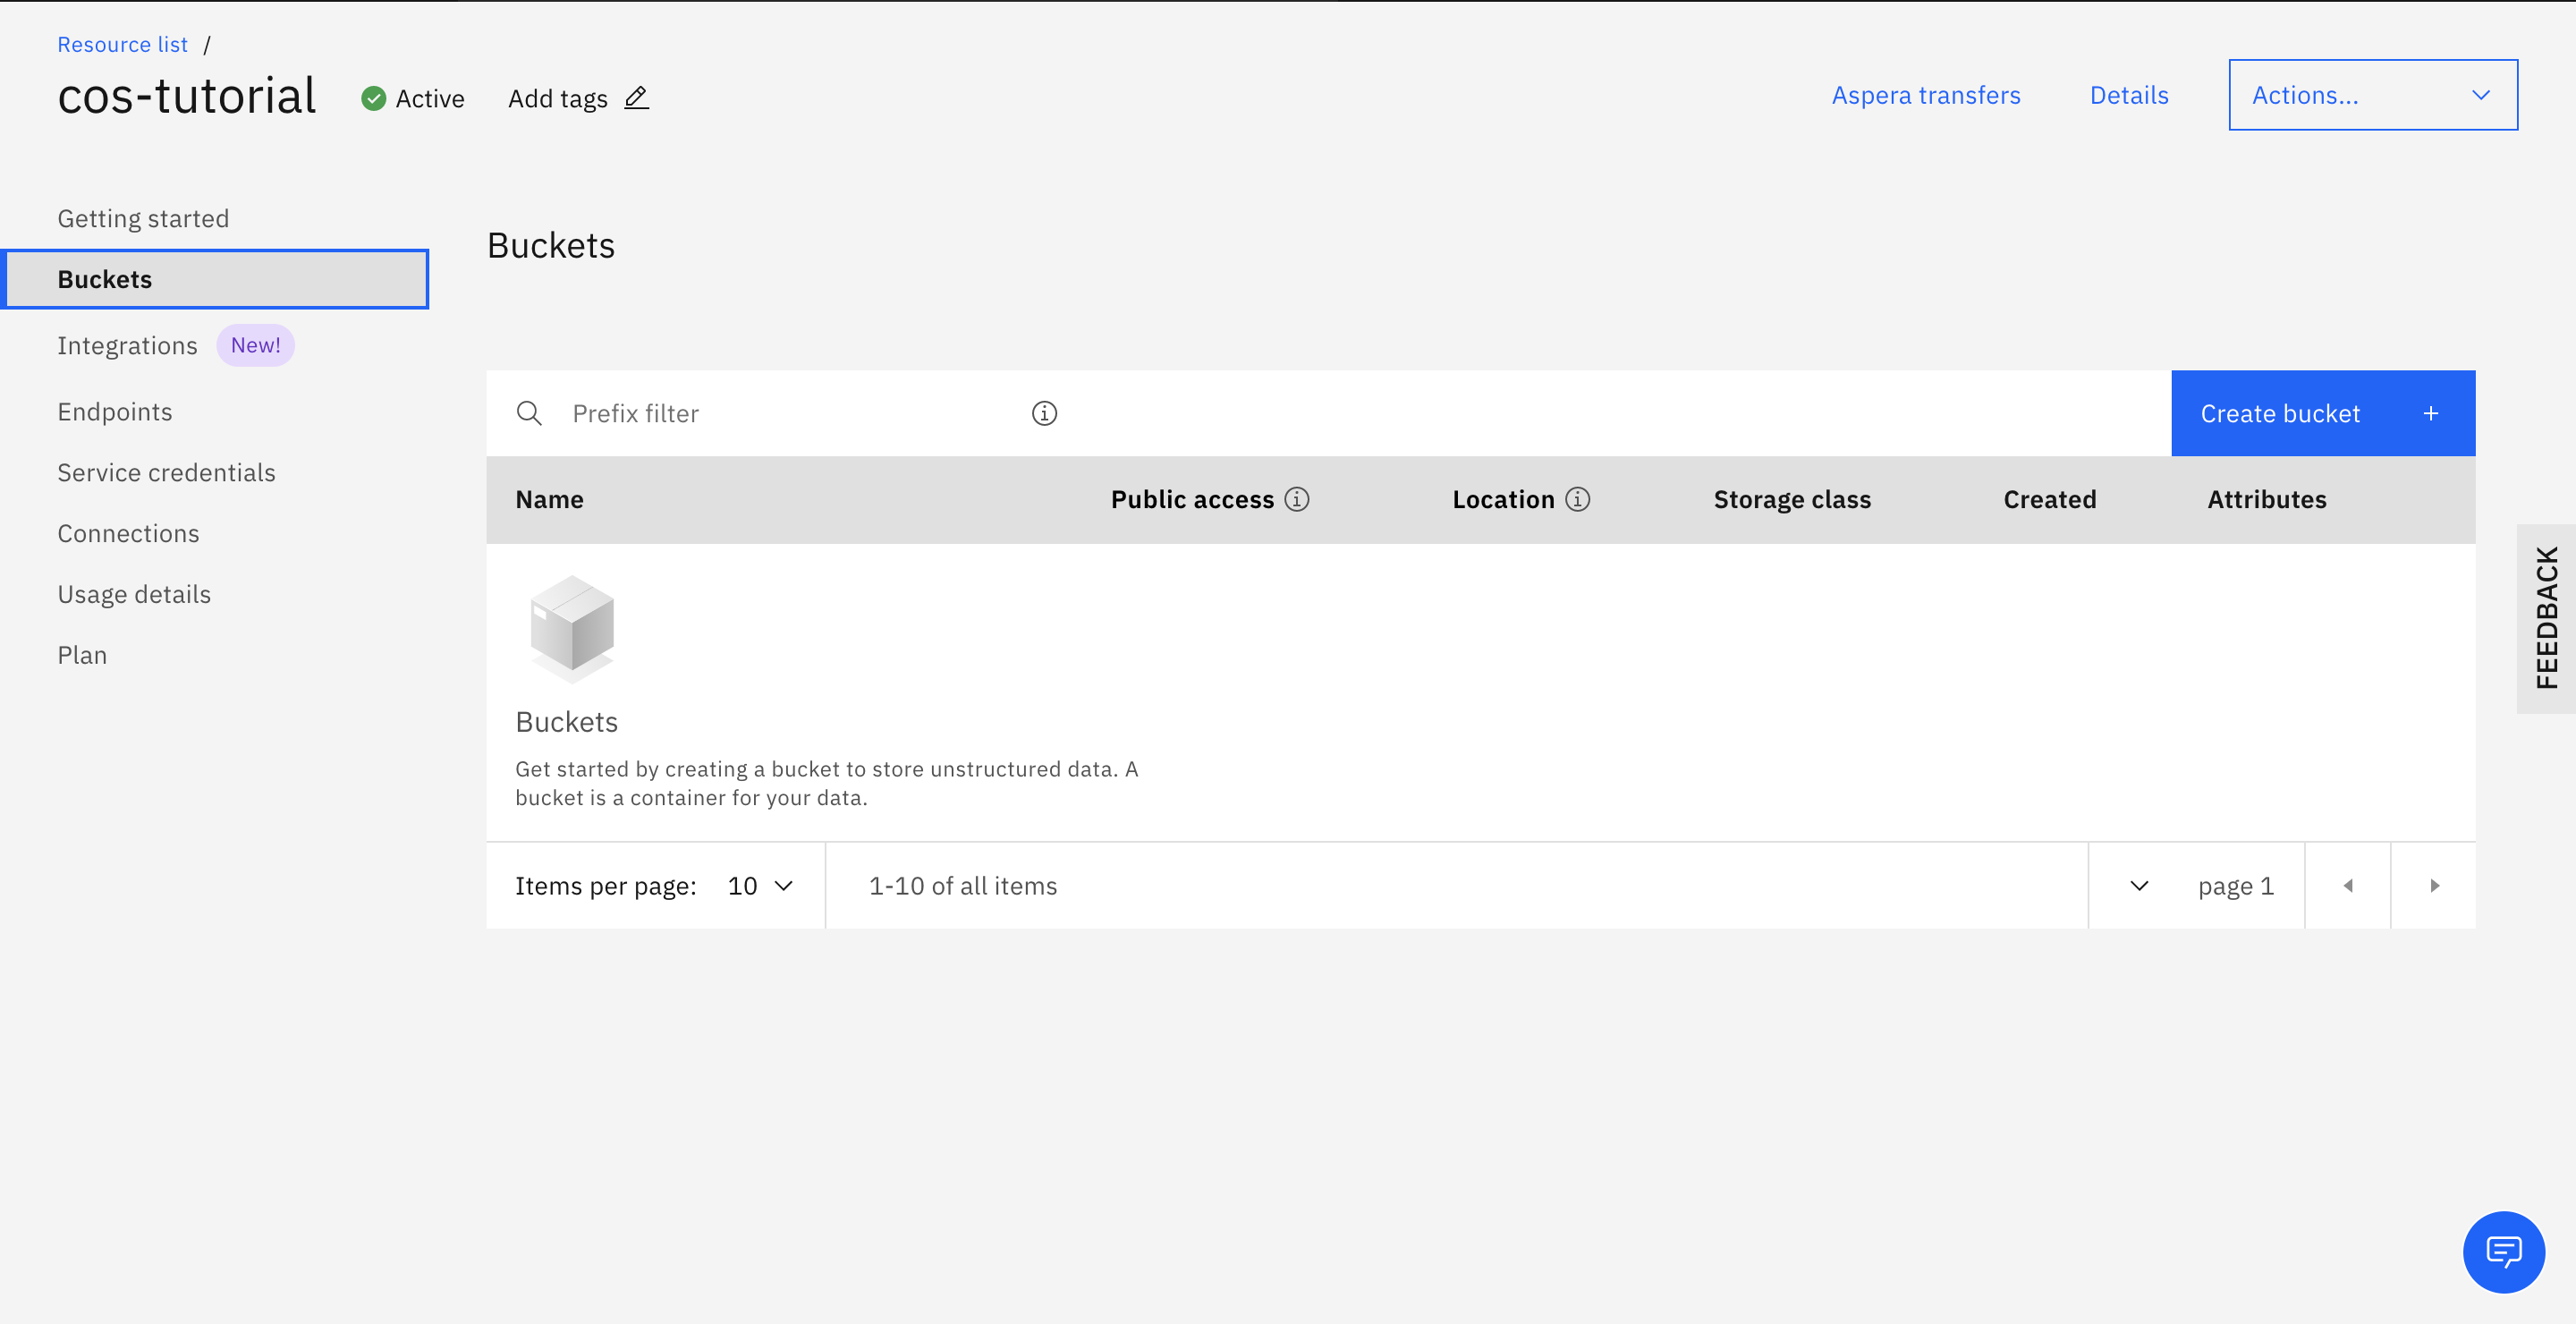 Resource list /
cos-tutorial Active Add tags
Aspera transfers Details Actions...
Getting started
Buckets
Integrations New!
Endpoints
Service credentials
Connections
Usage details
Plan
Buckets
Prefix filter Create bucket +
Name Public access Location Storage class Created Attributes
Buckets
Get started by creating a bucket to store unstructured data. A
bucket is a container for your data.
Items per page: 10 1-10 of all items page 1
FEEDBACK